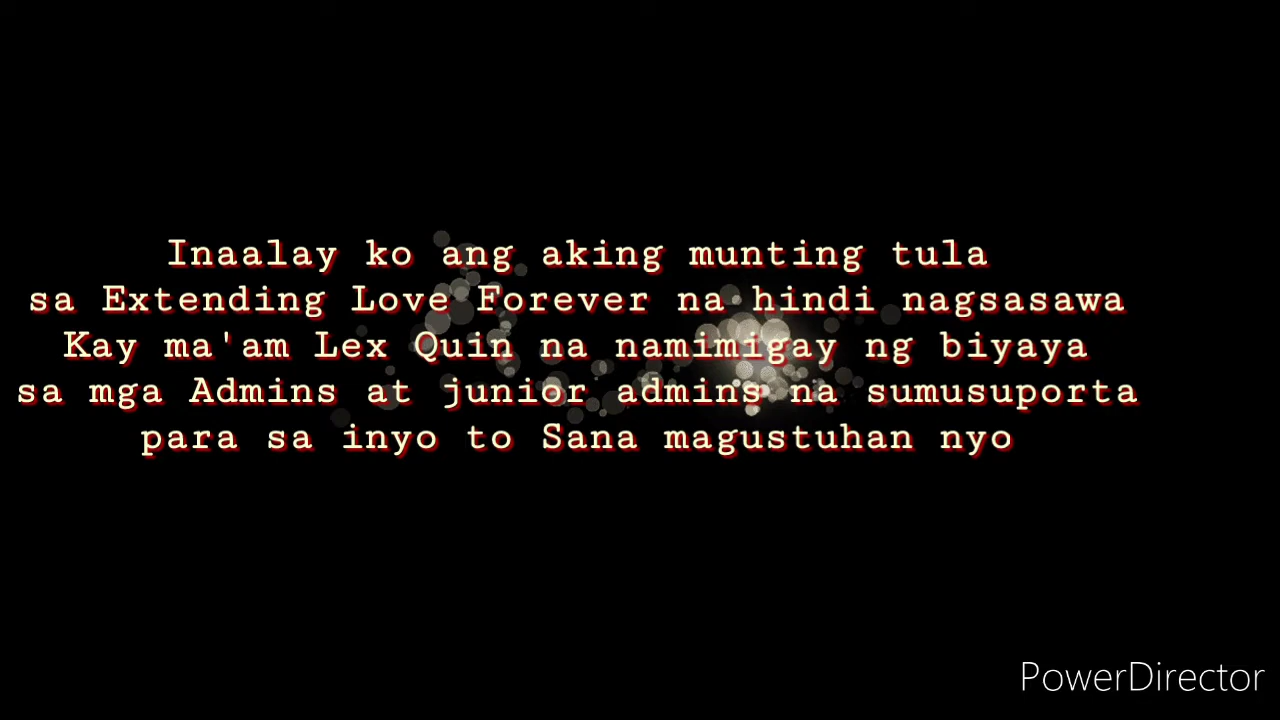 Inaalay ko ang aking munting tula
sa Extending Love Forever na hindi nagsasawa
Kay ma'am Lex Quin na namimigay ng biyaya
sa mga Admins at junior admins na sumusuporta
para sa inyo to Sana magustuhan nyo
PowerDirector